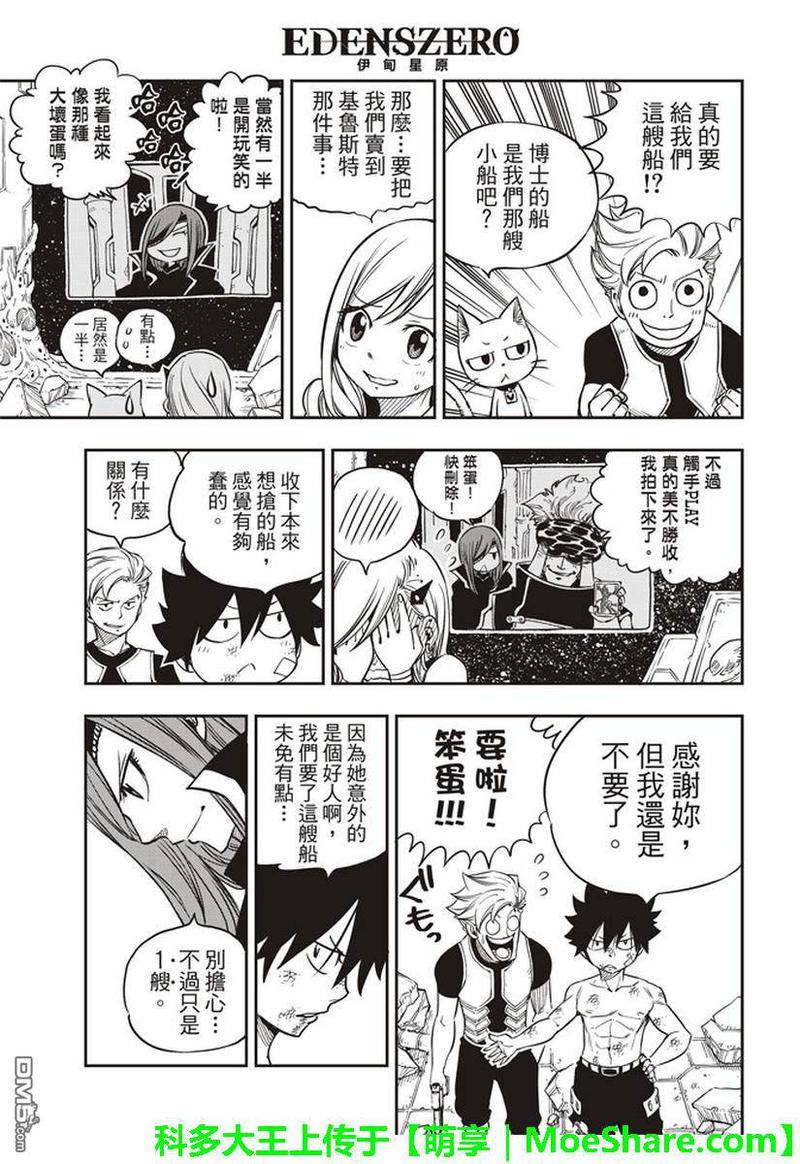 EDENSZERO
伊甸星原
真的要
給我們
這艘船!?
博士的船
是我們那艘
小船吧?
那麼…要把
我們賣到
基魯斯特
那件事…
當然有一半
是開玩笑的
啦!
哈哈哈哈
我看起來
像那種
大壞蛋嗎?
有點…
居然是
一半…
不過
觸手PLAY
真的美不勝收,
我拍下來了。
笨蛋!
快刪除!
收下本來
想搶的船,
感覺有夠
蠢的。
有什麼
關係?
感謝妳,
但我還是
不要了。
要啦!
笨蛋!!!
ぐもっ
因為她意外的
是個好人啊,
我們要了這艘船
未免有點…
別擔心…
不過只是
1艘。
DM5.com
科多大王上传于【萌享|MoeShare.com】